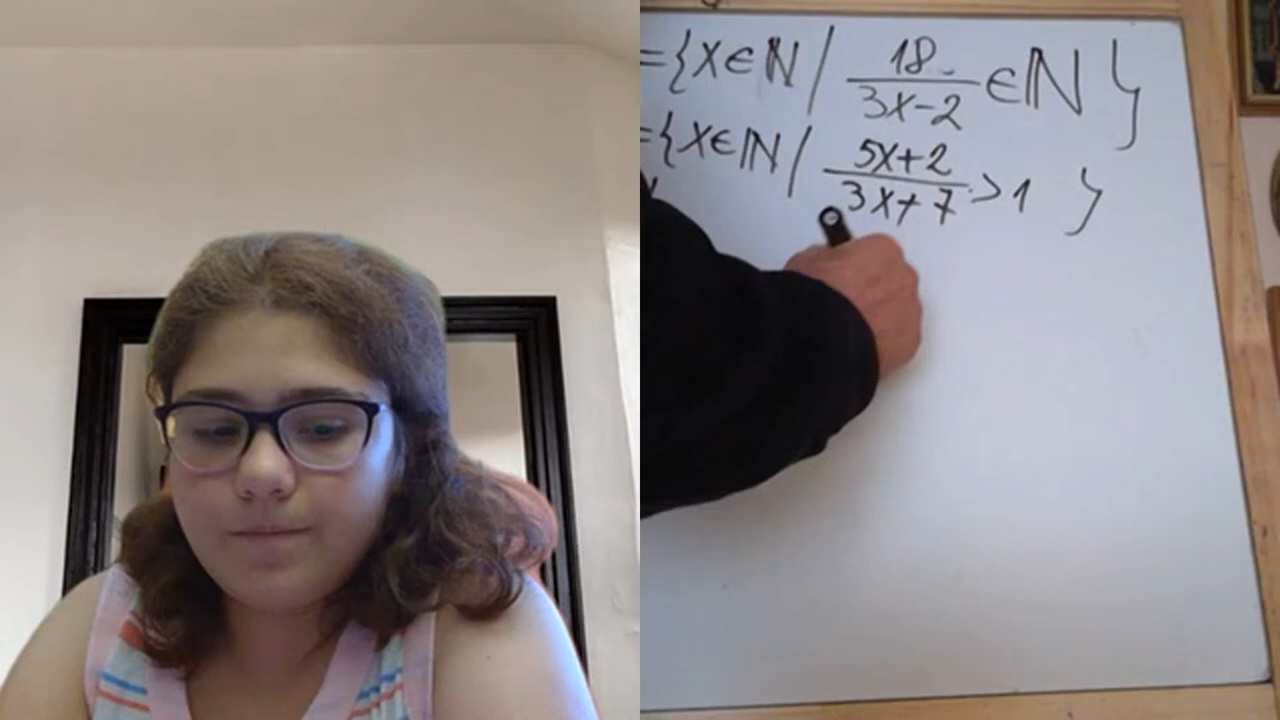 ={x∈ℕ / 18/(3x-2) ∈ℕ }
={x∈ℕ / (5x+2)/(3x+7) >1 }